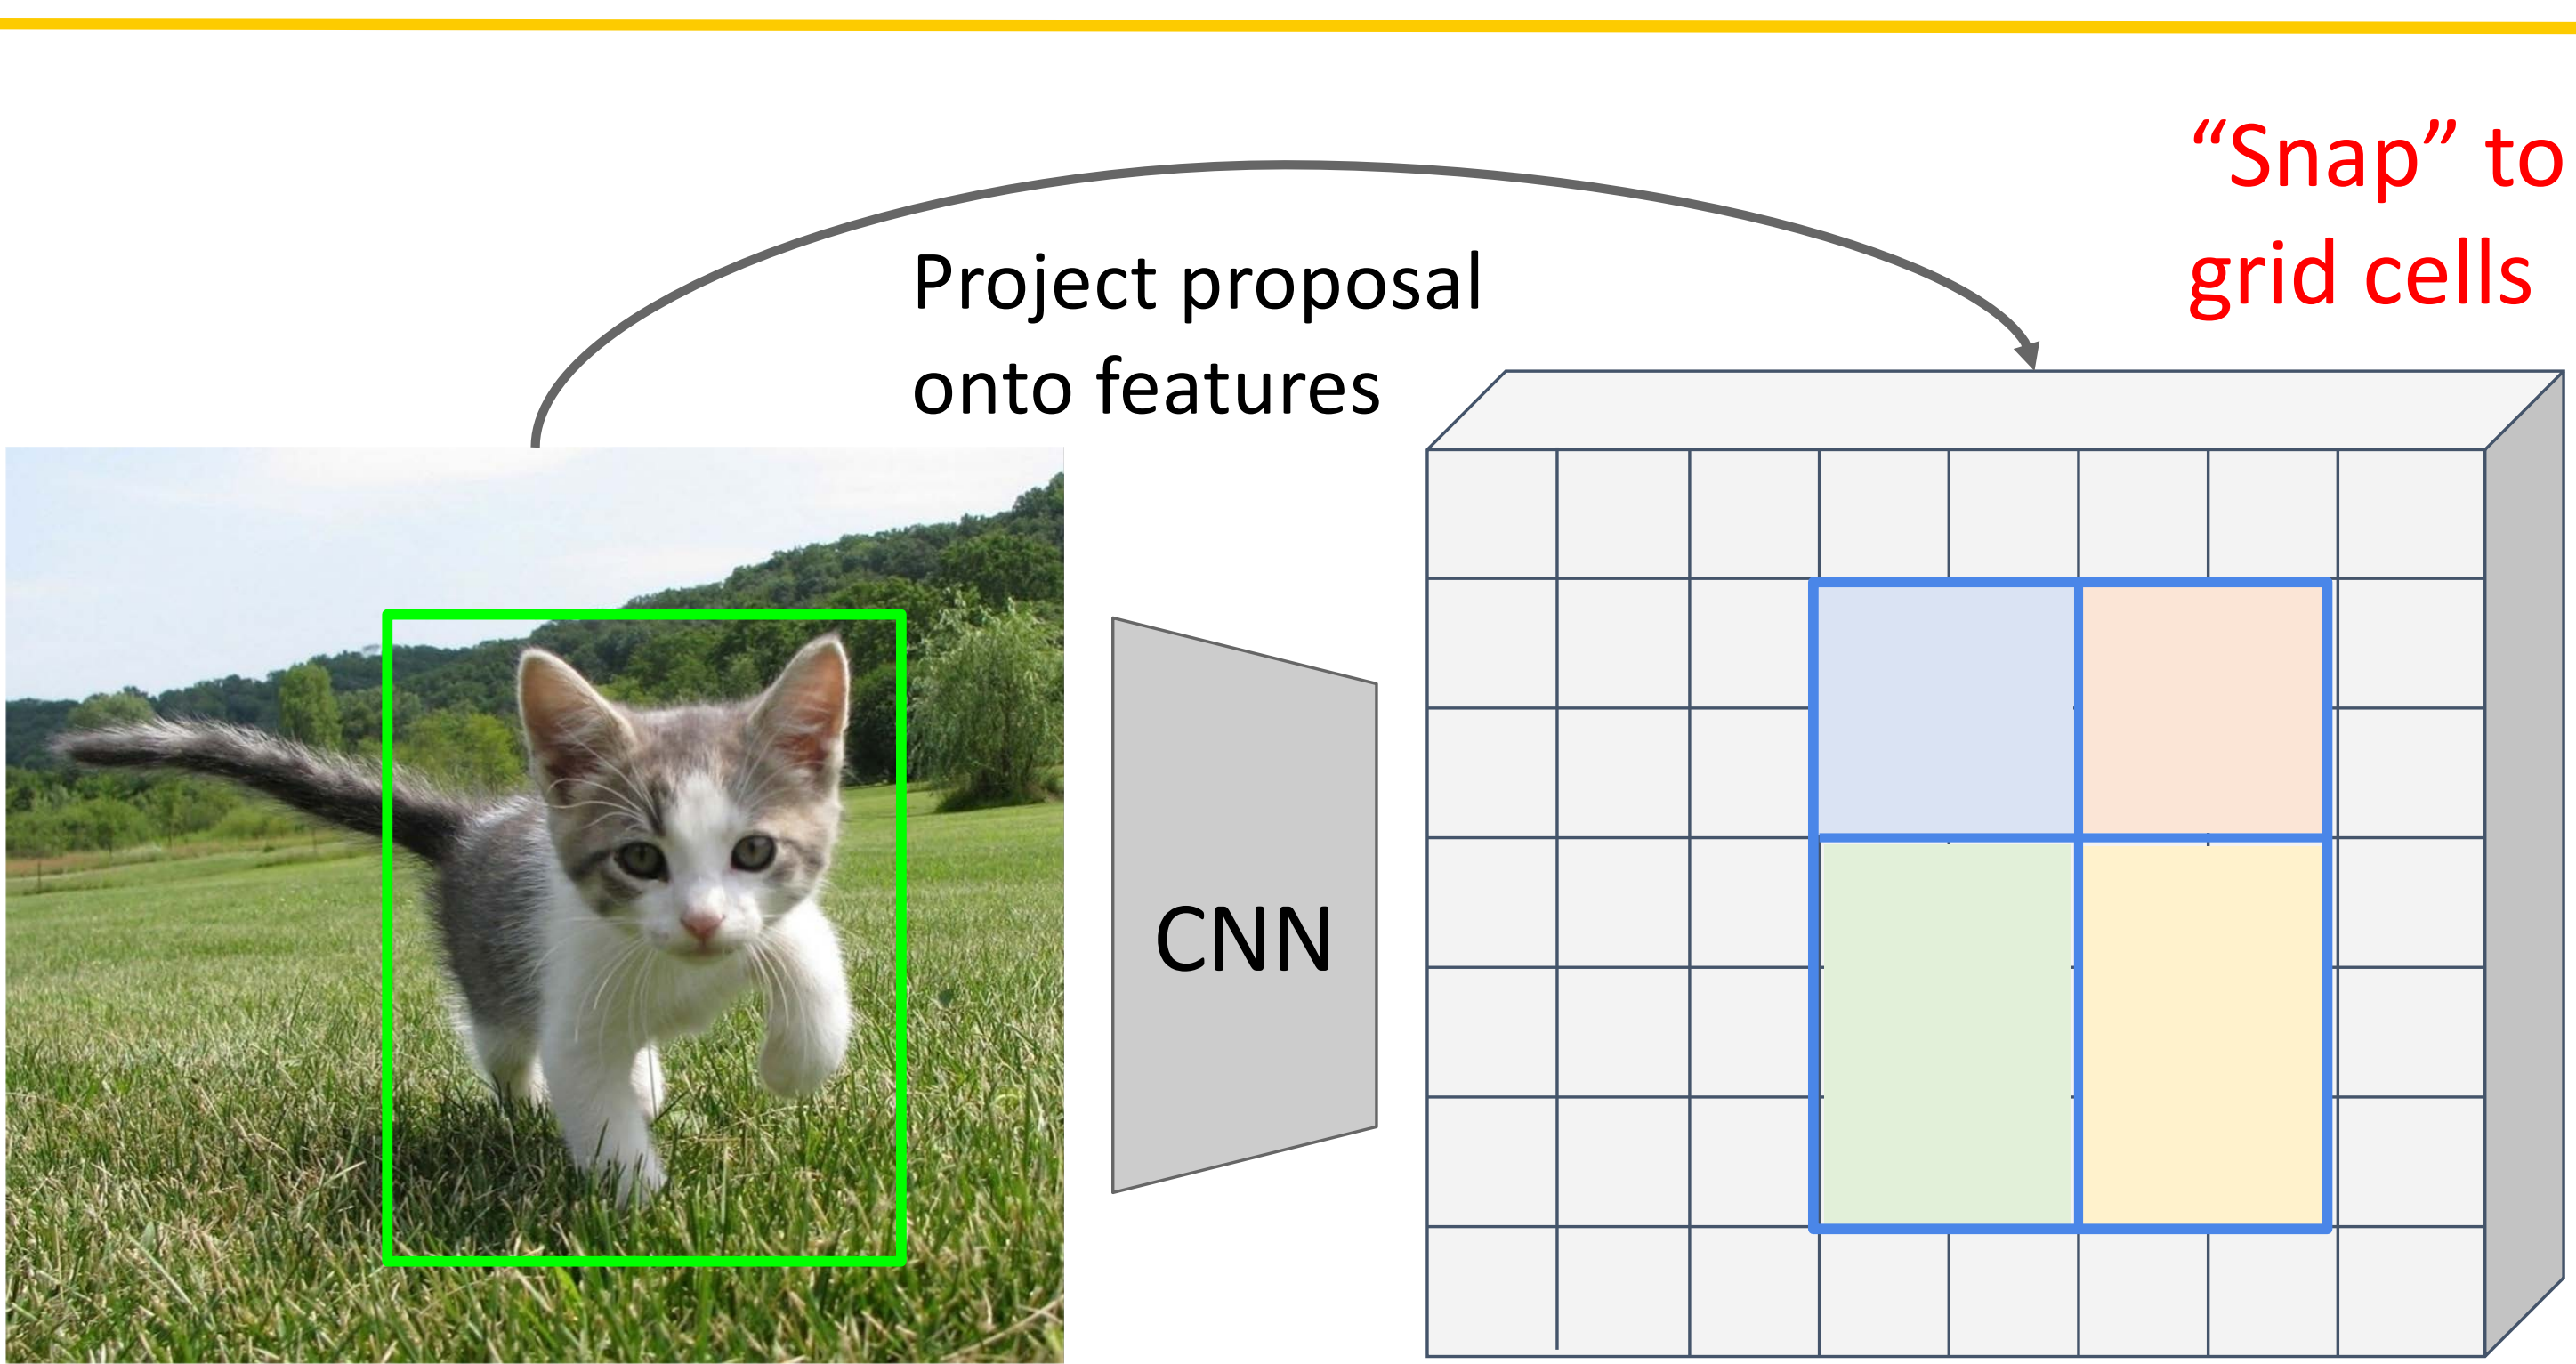 “Snap” to
grid cells
Project proposal
onto features
CNN